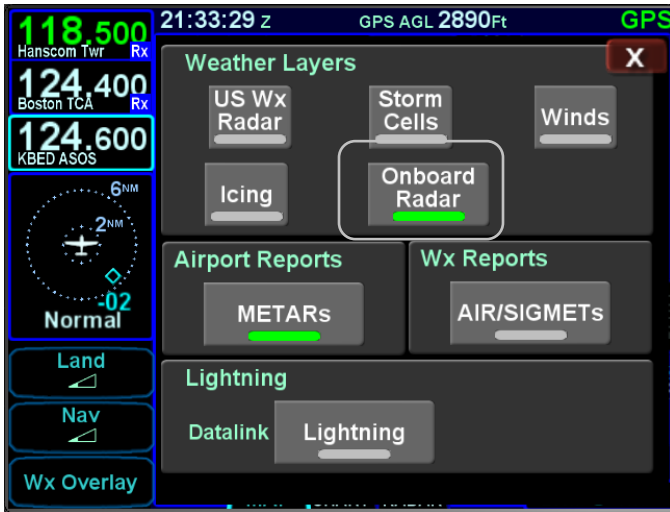 118.500
Hanscom Twr Rx
124.400
Boston TCA Rx
124.600
KBED ASOS
6NM
2NM
-02
Normal
Land
Nav
Wx Overlay
21:33:29 Z GPS AGL 2890Ft GPS
Weather Layers X
US Wx Radar
Storm Cells
Winds
Icing
Onboard Radar
Airport Reports
METARs
Wx Reports
AIR/SIGMETs
Lightning
Datalink Lightning